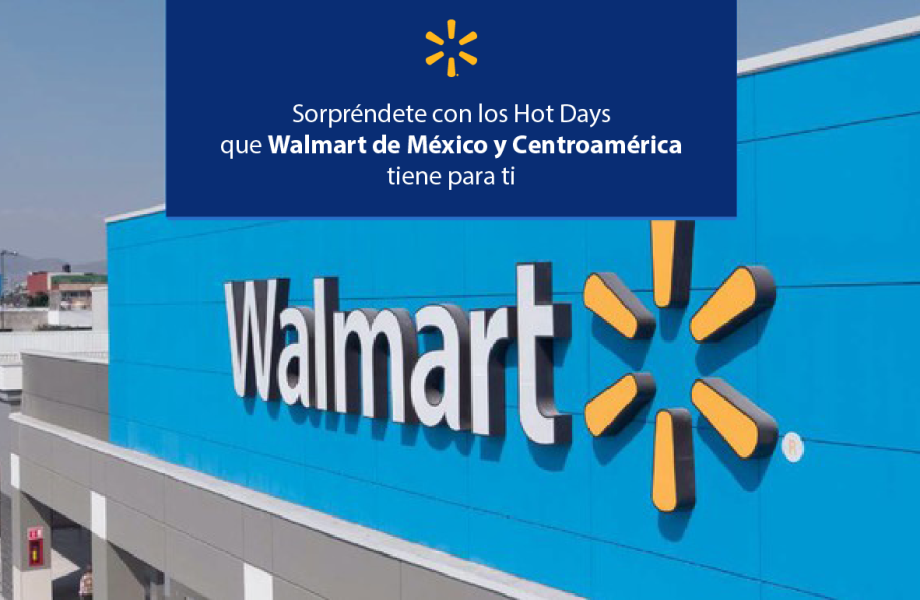 Sorpréndete con los Hot Days
que Walmart de México y Centroamérica
tiene para ti
Walmart
®